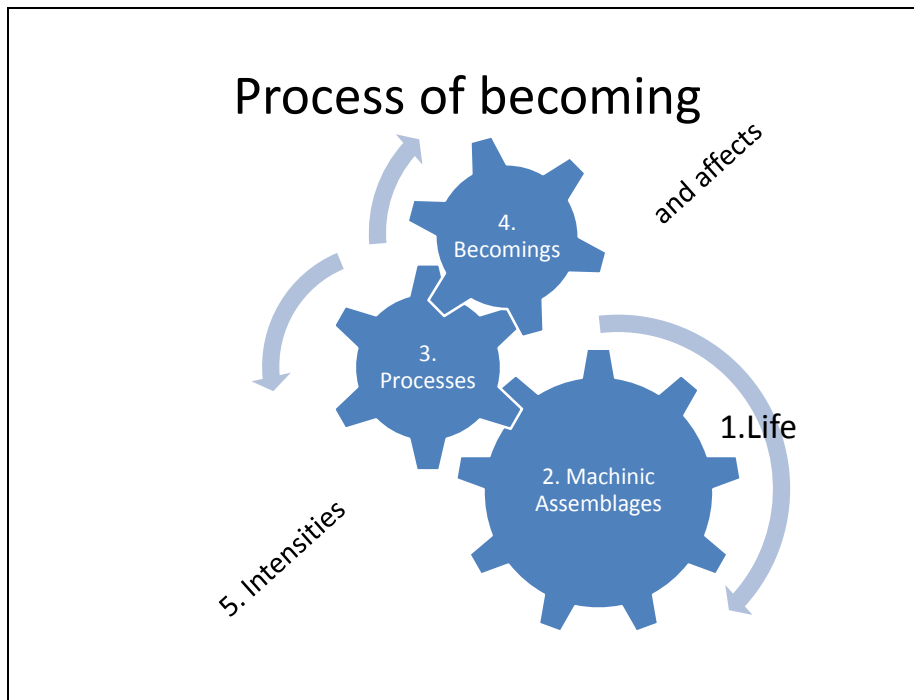 Process of becoming
and affects
4.
Becomings
3.
Processes
1.Life
2. Machinic
Assemblages
5. Intensities